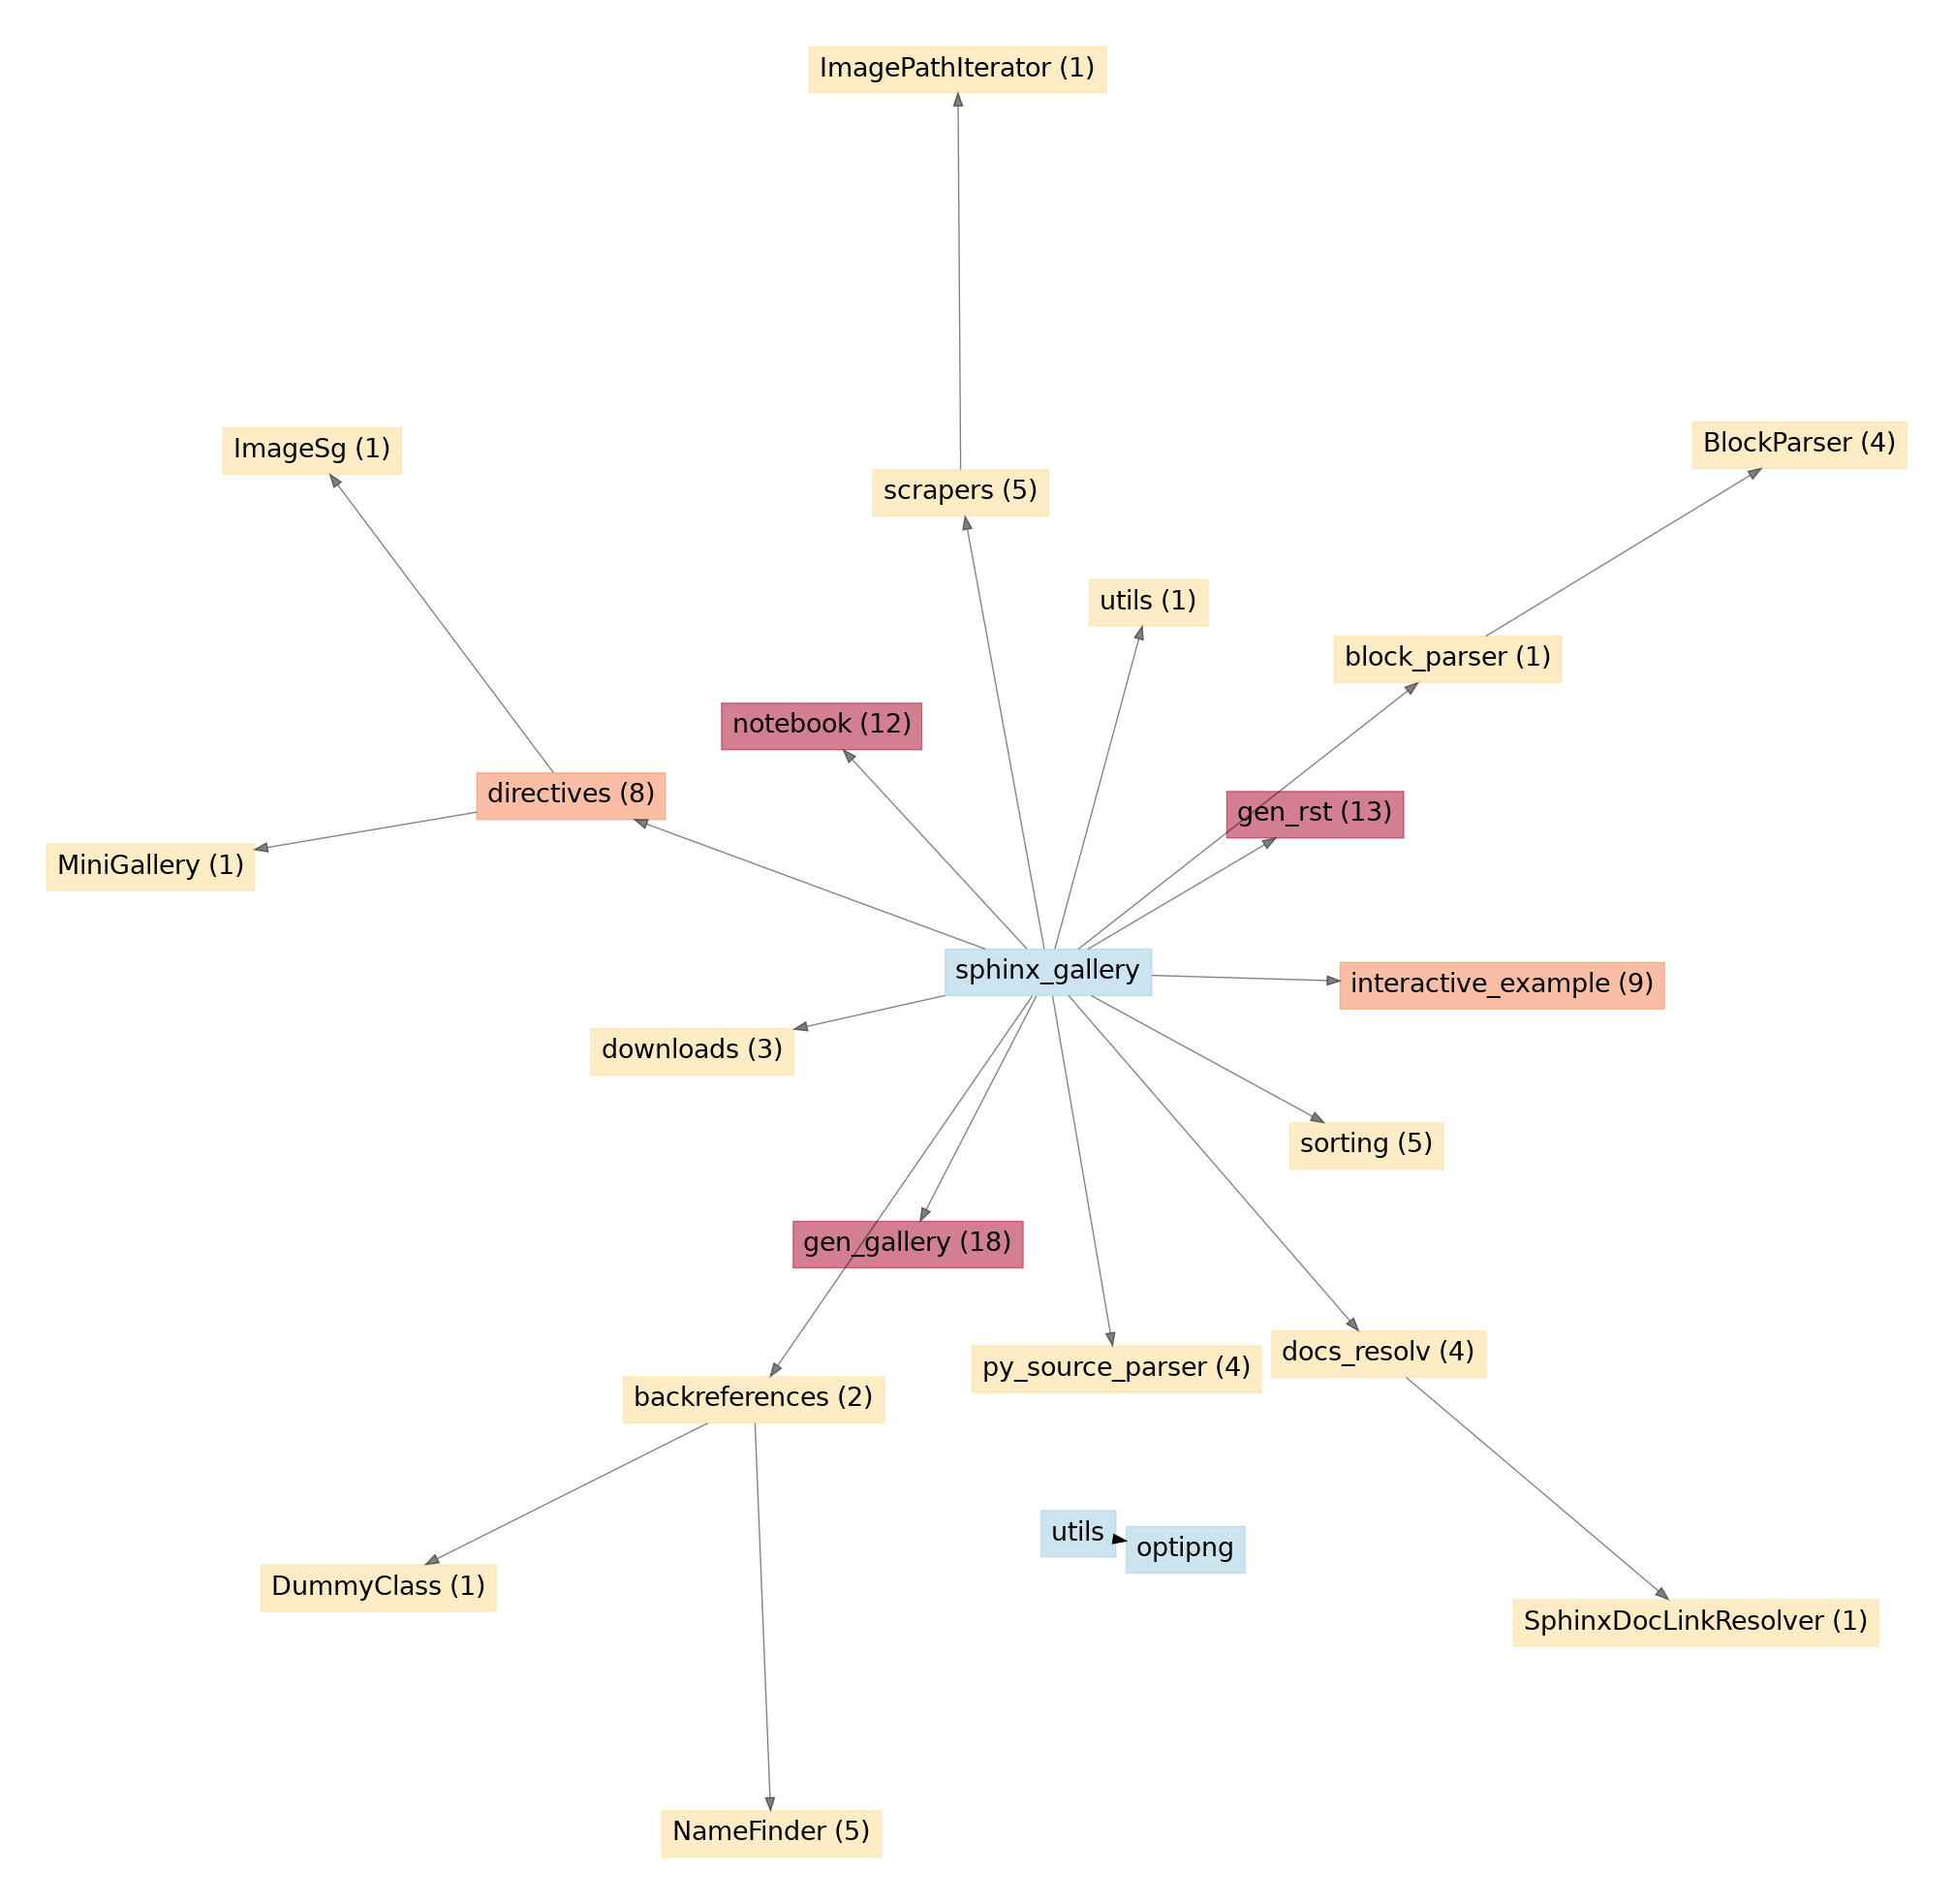 ImagePathIterator (1)
ImageSg (1)
BlockParser (4)
scrapers (5)
utils (1)
block_parser (1)
notebook (12)
directives (8)
gen_rst (13)
MiniGallery (1)
sphinx_gallery
interactive_example (9)
downloads (3)
sorting (5)
gen_gallery (18)
docs_resolv (4)
py_source_parser (4)
backreferences (2)
utils
optipng
DummyClass (1)
SphinxDocLinkResolver (1)
NameFinder (5)